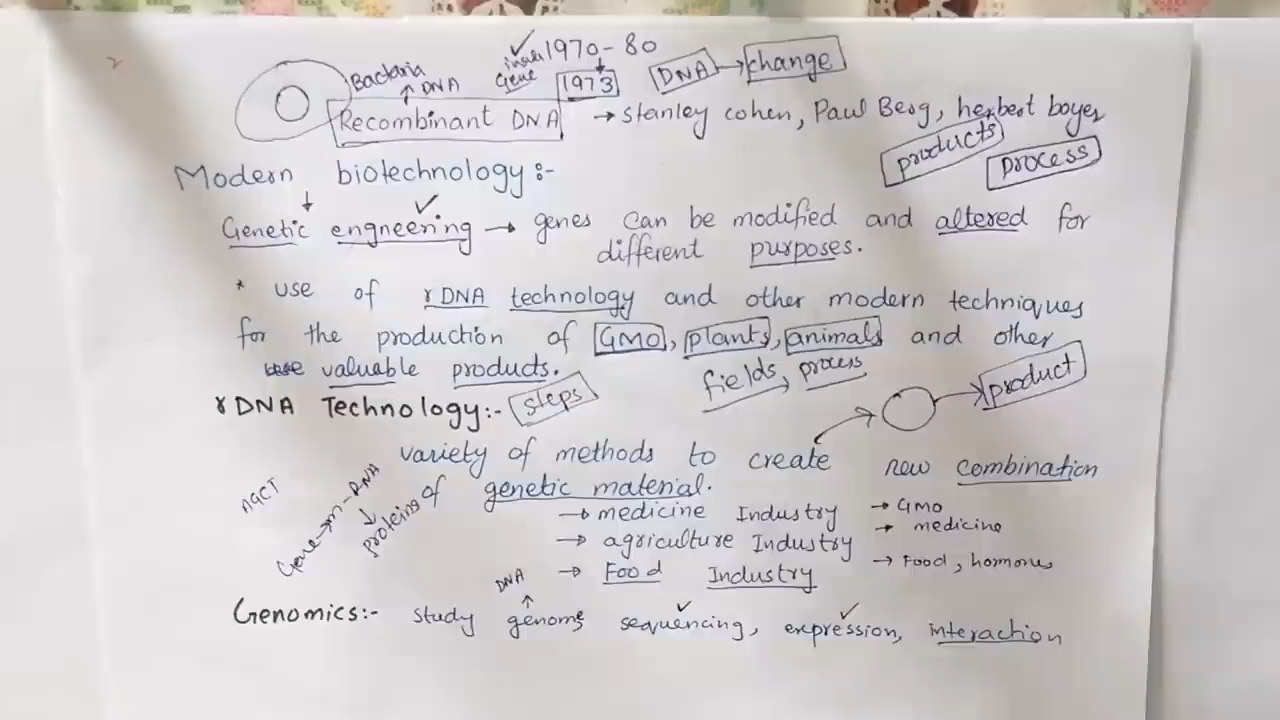 insert 1970-80
gene
1973
DNA → change
Bacteria
↑ DNA
Recombinant DNA → Stanley cohen, Paul Berg, herbest boyer
products
process
Modern biotechnology :-
↓
Genetic engneering → genes can be modified and altered for
different purposes.
* use of rDNA technology and other modern techniques
for the production of GMO, plants, animals and other
valuable products.
fields, process
product
rDNA Technology:- steps
variety of methods to create new combination
of genetic material.
AGCT
Gene → m-RNA
↓
proteins
→ medicine Industry → GMO
→ medicine
→ agriculture Industry
→ Food, hormones
→ Food Industry
DNA
↑
Genomics:- study genome sequencing, expression, interaction